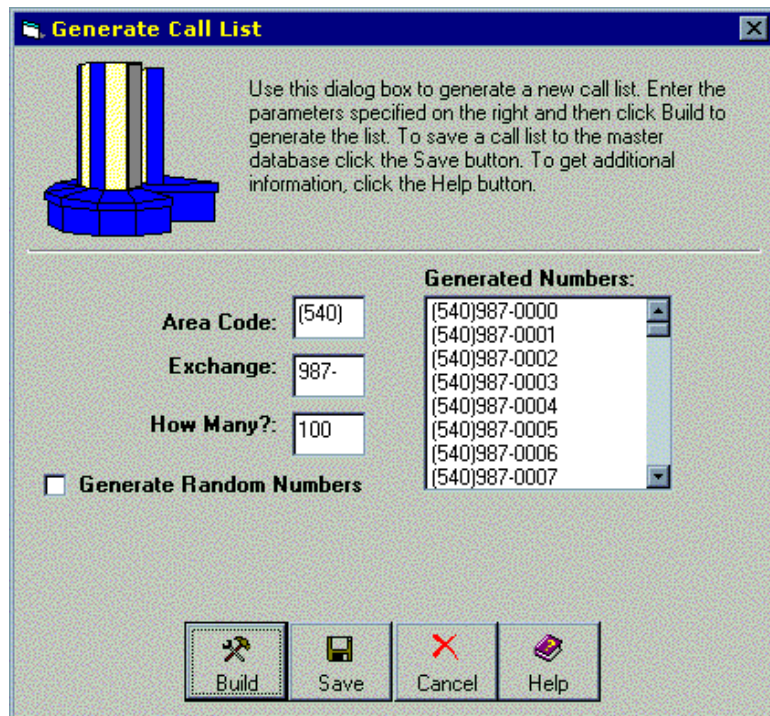 Generate Call List
Use this dialog box to generate a new call list. Enter the
parameters specified on the right and then click Build to
generate the list. To save a call list to the master
database click the Save button. To get additional
information, click the Help button.
Area Code:
(540)
Exchange:
987-
How Many?:
100
Generate Random Numbers
Generated Numbers:
(540)987-0000
(540)987-0001
(540)987-0002
(540)987-0003
(540)987-0004
(540)987-0005
(540)987-0006
(540)987-0007
Build
Save
Cancel
Help